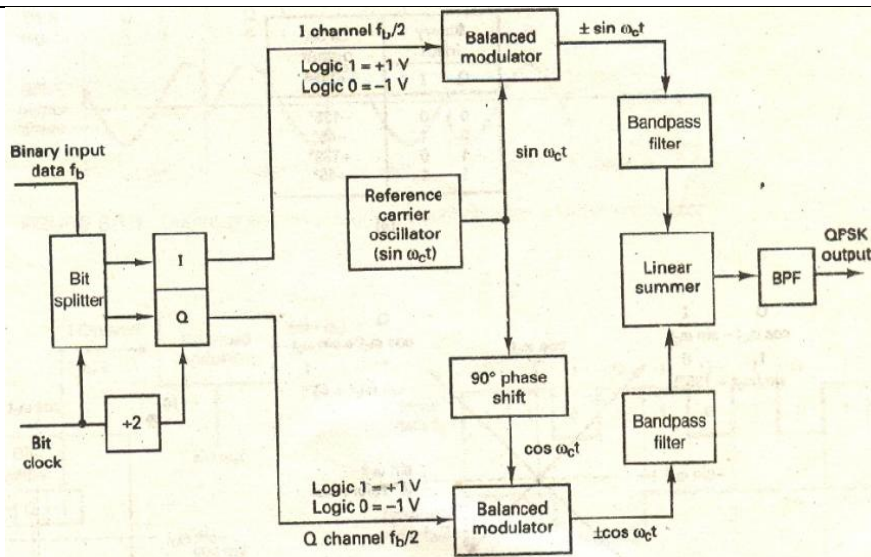 I channel fb/2
Logic 1 = +1 V
Logic 0 = –1 V
Balanced
modulator
± sin ωct
Bandpass
filter
sin ωct
Binary input
data fb
Reference
carrier
oscillator
(sin ωct)
Bit
splitter
I
Q
Linear
summer
BPF
QPSK
output
90° phase
shift
÷2
Bit
clock
cos ωct
Bandpass
filter
Logic 1 = +1 V
Logic 0 = –1 V
Q channel fb/2
Balanced
modulator
±cos ωct